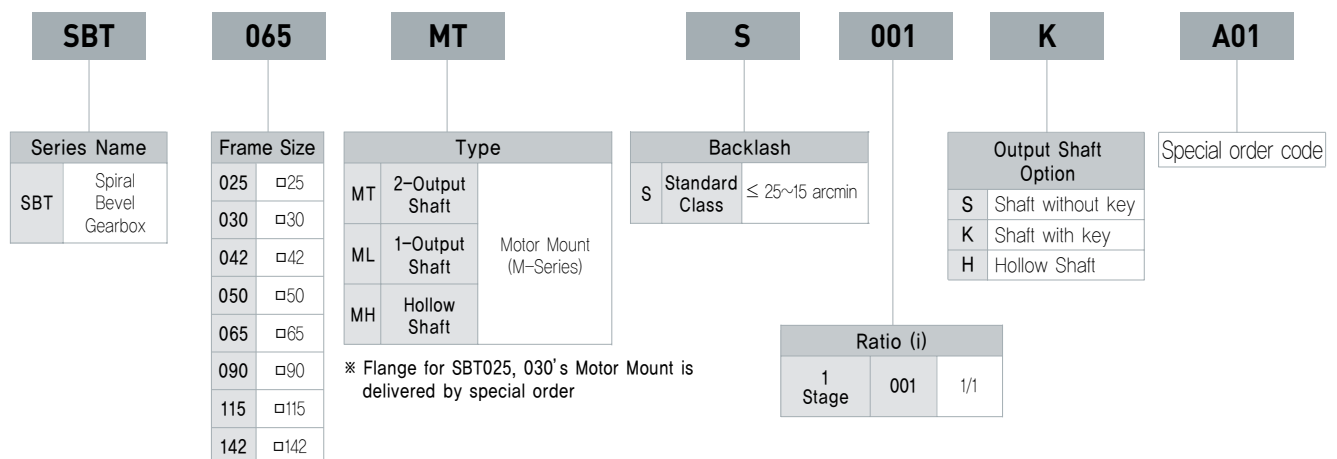 SBT 065 MT S 001 K A01
Series Name
SBT
Spiral
Bevel
Gearbox
Frame Size
025 □25
030 □30
042 □42
050 □50
065 □65
090 □90
115 □115
142 □142
Type
MT
2-Output
Shaft
ML
1-Output
Shaft
MH
Hollow
Shaft
Motor Mount
(M-Series)
※ Flange for SBT025, 030's Motor Mount is
delivered by special order
Backlash
S
Standard
Class
≤ 25~15 arcmin
Ratio (i)
1
Stage
001
1/1
Output Shaft
Option
S Shaft without key
K Shaft with key
H Hollow Shaft
Special order code